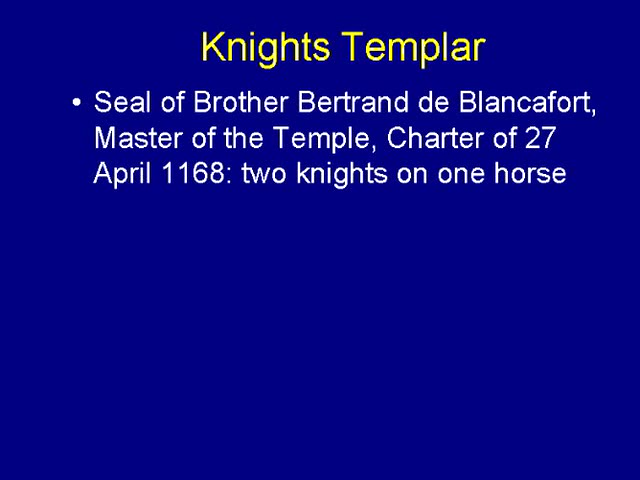 Knights Templar
• Seal of Brother Bertrand de Blancafort,
Master of the Temple, Charter of 27
April 1168: two knights on one horse